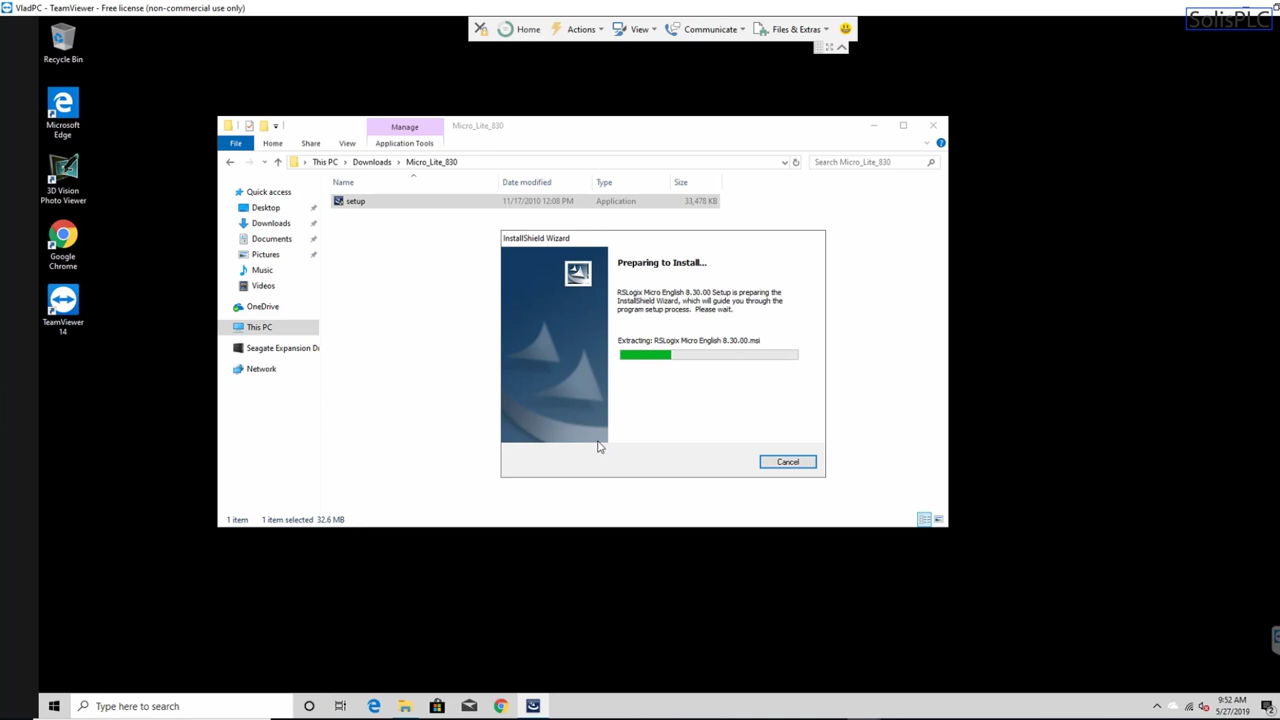 VladPC - TeamViewer - Free license (non-commercial use only)
SolisPLC
Home
Actions
View
Communicate
Files & Extras
Recycle Bin
Microsoft
Edge
3D Vision
Photo Viewer
Google
Chrome
TeamViewer
14
Manage
Micro_Lite_830
File
Home
Share
View
Application Tools
This PC
Downloads
Micro_Lite_830
Search Micro_Lite_830
Name
Date modified
Type
Size
setup
11/17/2010 12:08 PM
Application
33,478 KB
Quick access
Desktop
Downloads
Documents
Pictures
Music
Videos
OneDrive
This PC
Seagate Expansion Dr
Network
InstallShield Wizard
Preparing to Install...
RSLogix Micro English 8.30.00 Setup is preparing the
InstallShield Wizard, which will guide you through the
program setup process. Please wait.
Extracting: RSLogix Micro English 8.30.00.msi
Cancel
1 item
1 item selected 32.6 MB
Type here to search
9:52 AM
5/27/2019
2